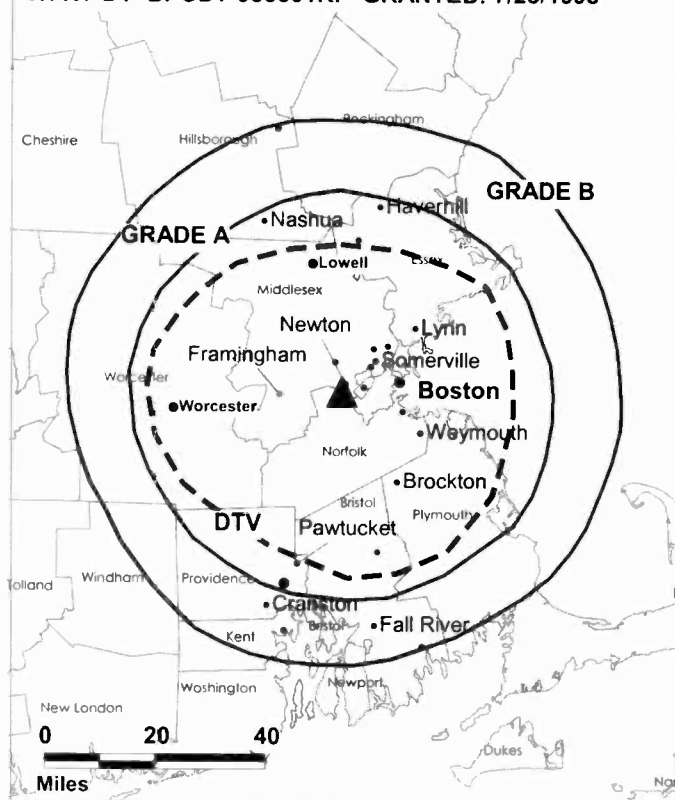 GRANTED:
Rockingham
Cheshire
Hillsborough
GRADE B
Haverhill
Nashua
GRADE A
Lowell
Essex
Middlesex
Newton
Lynn
Framingham
Somerville
Worcester
Boston
Worcester
Weymouth
Norfolk
Brockton
Bristol
DTV
Plymouth
Pawtucket
Tolland
Windham
Providence
Cranston
Bristol
Fall River
Kent
Newport
Woshington
New London
0 20 40
Dukes
Miles